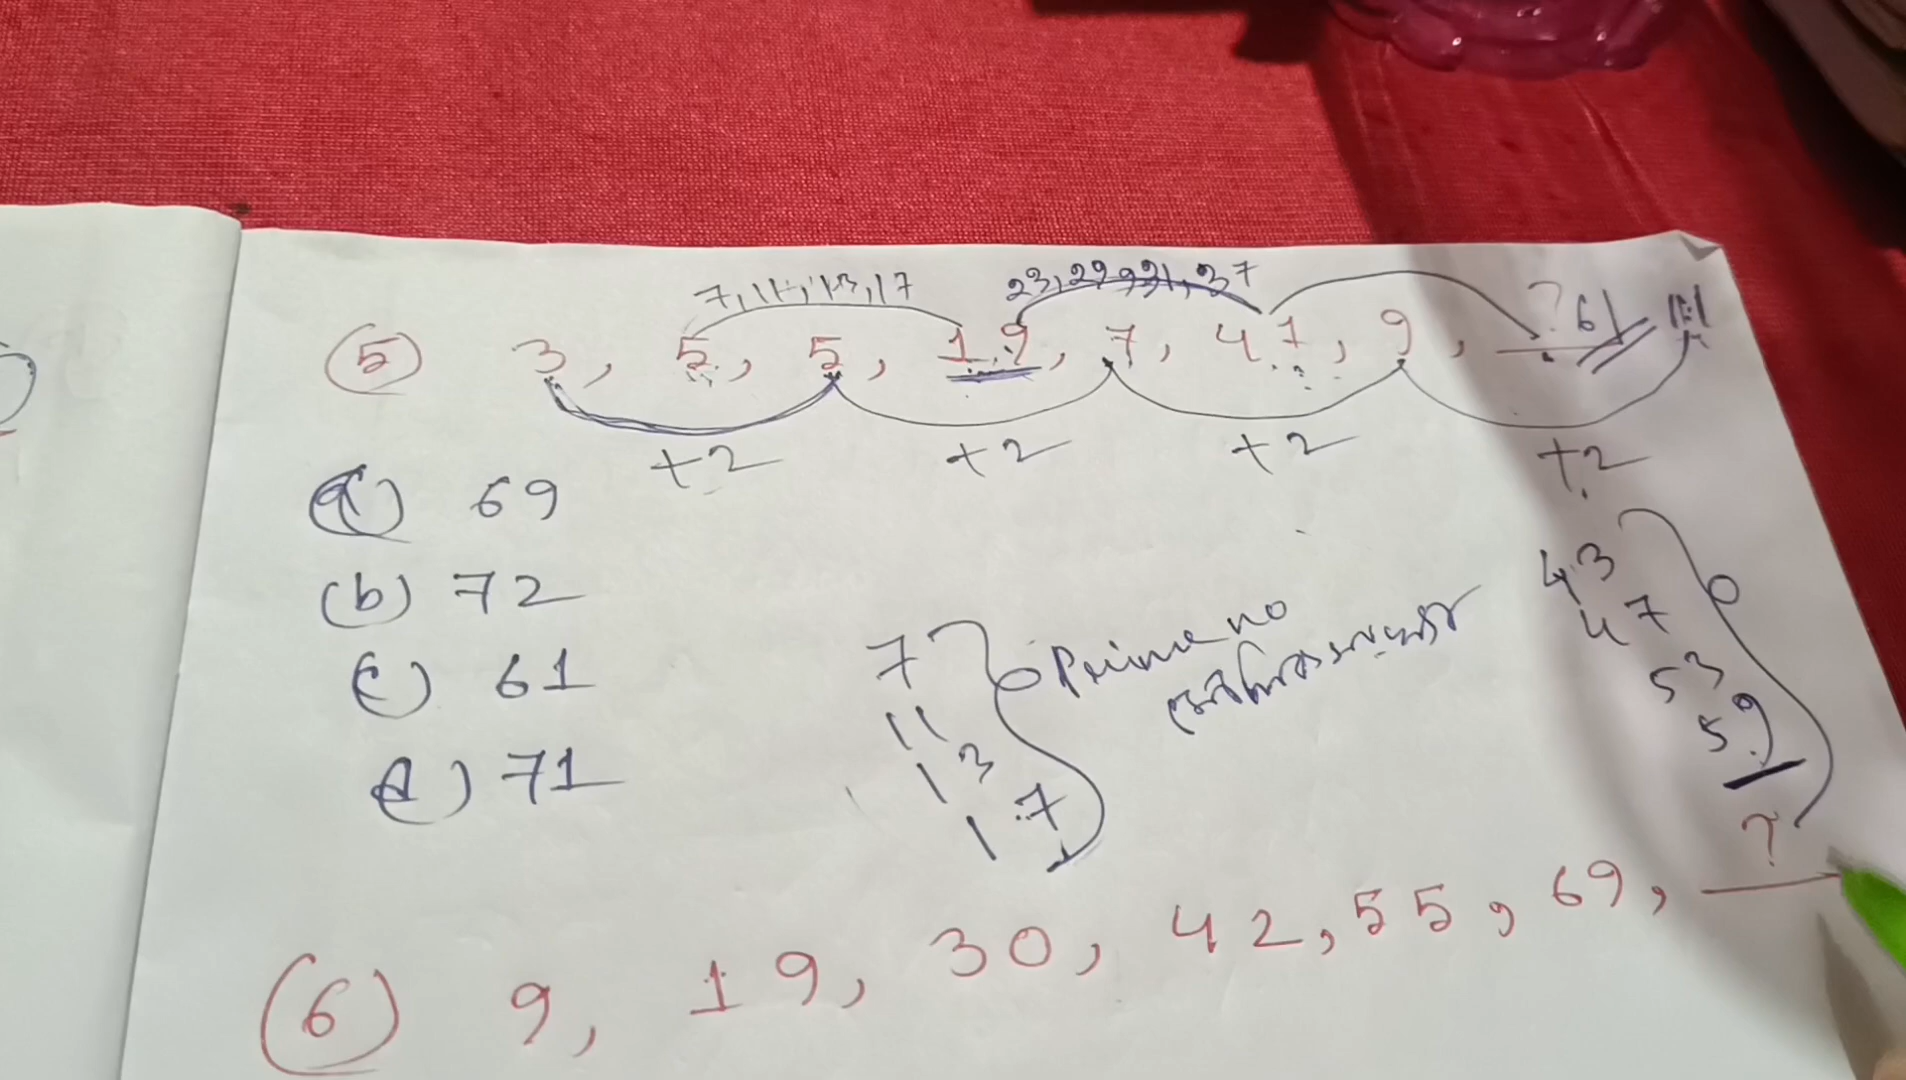 7, 11, 13, 17 23, 29, 31, 37
(5) 3, 5, 5, 19, 7, 41, 9, ? 61 11
+2 +2 +2 +2
(a) 69
(b) 72
(c) 61
(d) 71
7
11
13
17
Prime no
43
47
53
59
(6) 9, 19, 30, 42, 55, 69, ?